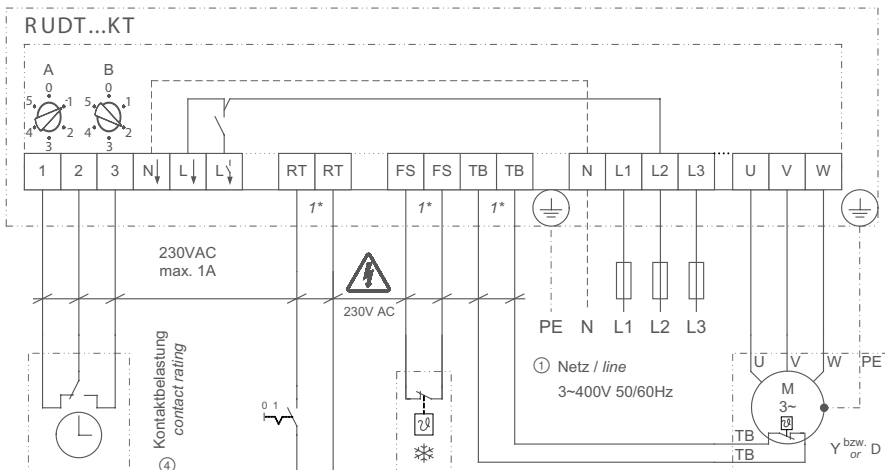 RUDT...KT
A B
0 0
5 1 5 1
4 2 4 2
3 3
1 2 3 N L L RT RT FS FS TB TB N L1 L2 L3 U V W
1* 1* 1*
230VAC
max. 1A
230V AC
PE N L1 L2 L3
① Netz / line
3~400V 50/60Hz
Kontaktbelastung
contact rating
④
0 1
ϑ
U V W PE
M
3~
ϑ
TB
TB
Y bzw. or D